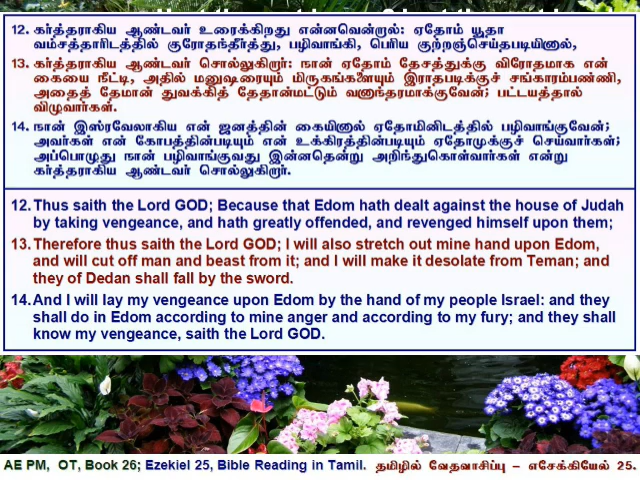 12. கர்த்தராகிய ஆண்டவர் உரைக்கிறது என்னவென்றால்: ஏதோம் யூதா
வம்சத்தாரிடத்தில் குரோதந்தீர்த்து, பழிவாங்கி, பெரிய குற்றஞ்செய்தபடியினால்,
13. கர்த்தராகிய ஆண்டவர் சொல்லுகிறார்: நான் ஏதோம் தேசத்துக்கு விரோதமாக என்
கையை நீட்டி, அதில் மனுஷரையும் மிருகங்களையும் இராதபடிக்குச் சங்காரம்பண்ணி,
அதைத் தேமான் துவக்கித் தேதான்மட்டும் வனாந்தரமாக்குவேன்; பட்டயத்தால்
விழுவார்கள்.
14. நான் இஸ்ரவேலாகிய என் ஜனத்தின் கையினால் ஏதோமினிடத்தில் பழிவாங்குவேன்;
அவர்கள் என் கோபத்தின்படியும் என் உக்கிரத்தின்படியும் ஏதோமுக்குச் செய்வார்கள்;
அப்பொழுது நான் பழிவாங்குவது இன்னதென்று அறிந்துகொள்வார்கள் என்று
கர்த்தராகிய ஆண்டவர் சொல்லுகிறார்.
12. Thus saith the Lord GOD; Because that Edom hath dealt against the house of Judah
by taking vengeance, and hath greatly offended, and revenged himself upon them;
13. Therefore thus saith the Lord GOD; I will also stretch out mine hand upon Edom,
and will cut off man and beast from it; and I will make it desolate from Teman; and
they of Dedan shall fall by the sword.
14. And I will lay my vengeance upon Edom by the hand of my people Israel: and they
shall do in Edom according to mine anger and according to my fury; and they shall
know my vengeance, saith the Lord GOD.
AE PM, OT, Book 26; Ezekiel 25, Bible Reading in Tamil. தமிழில் வேதவாசிப்பு – எசேக்கியேல் 25.